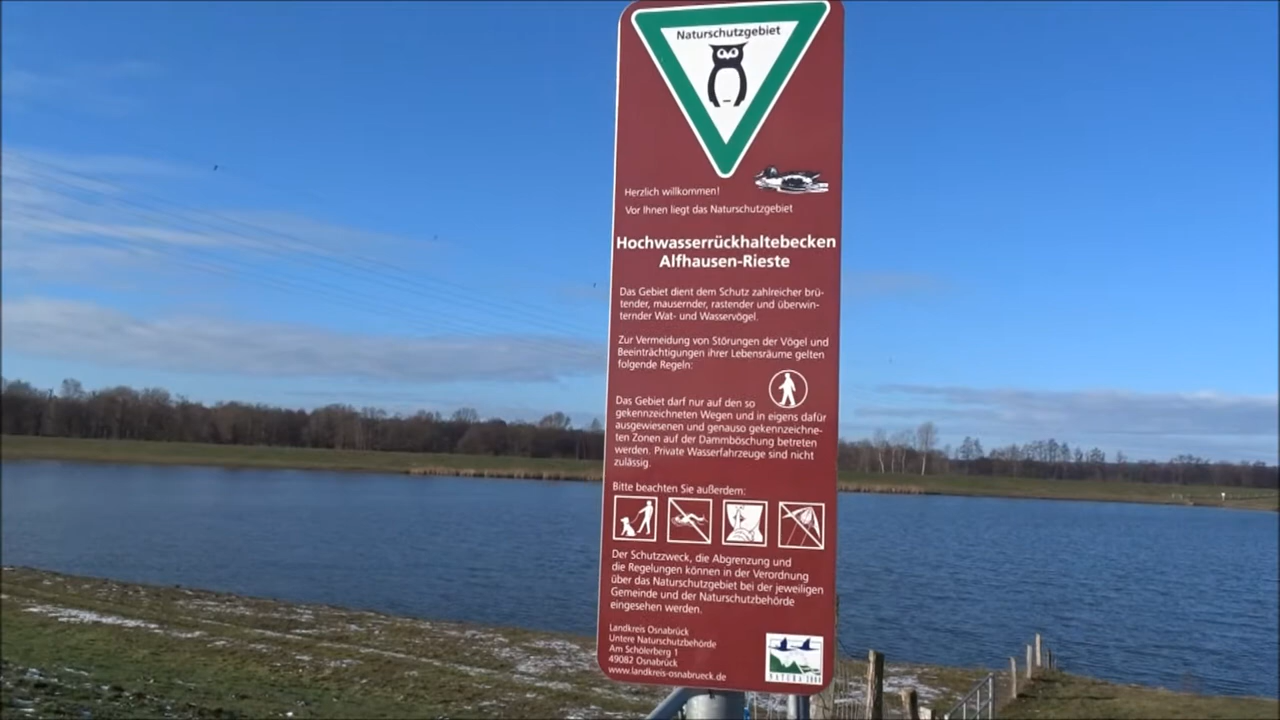 Naturschutzgebiet
Herzlich willkommen!
Vor Ihnen liegt das Naturschutzgebiet
Hochwasserrückhaltebecken
Alfhausen-Rieste
Das Gebiet dient dem Schutz zahlreicher brü-
tender, mausernder, rastender und überwin-
ternder Wat- und Wasservögel.
Zur Vermeidung von Störungen der Vögel und
Beeinträchtigungen ihrer Lebensräume gelten
folgende Regeln:
Das Gebiet darf nur auf den so
gekennzeichneten Wegen und in eigens dafür
ausgewiesenen und genauso gekennzeichne-
ten Zonen auf der Dammböschung betreten
werden. Private Wasserfahrzeuge sind nicht
zulässig.
Bitte beachten Sie außerdem:
Der Schutzzweck, die Abgrenzung und
die Regelungen können in der Verordnung
über das Naturschutzgebiet bei der jeweiligen
Gemeinde und der Naturschutzbehörde
eingesehen werden.
Landkreis Osnabrück
Untere Naturschutzbehörde
Am Schölerberg 1
49082 Osnabrück
www.landkreis-osnabrueck.de
NATURA 2000